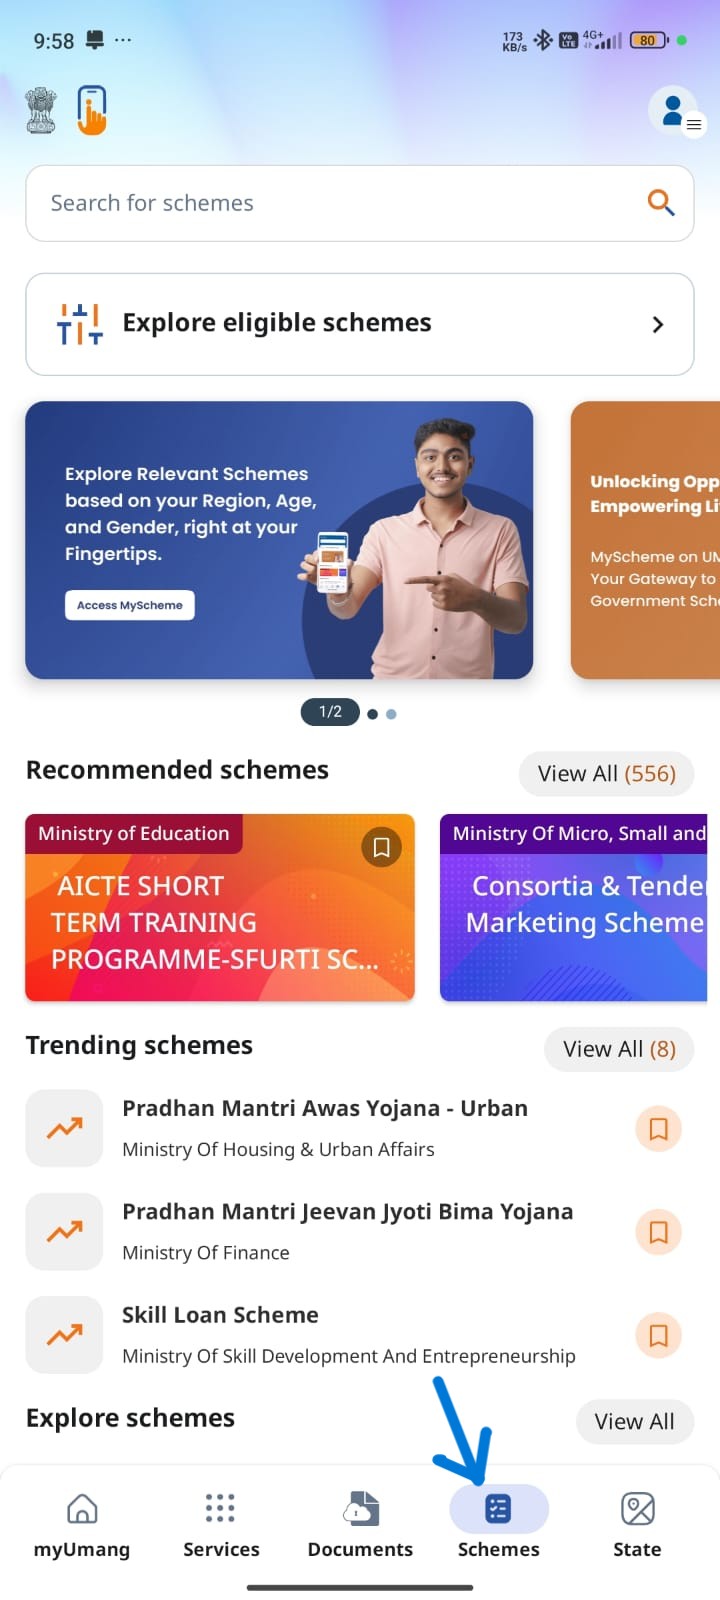 9:58 ...
173 KB/s Vo LTE 4G+ 80
Search for schemes
Explore eligible schemes
Explore Relevant Schemes
based on your Region, Age,
and Gender, right at your
Fingertips.
Access MyScheme
Unlocking Opp
Empowering Li
MyScheme on UM
Your Gateway to
Government Sch
1/2
Recommended schemes
View All (556)
Ministry of Education
AICTE SHORT
TERM TRAINING
PROGRAMME-SFURTI SC...
Ministry Of Micro, Small and
Consortia & Tender
Marketing Scheme
Trending schemes
View All (8)
Pradhan Mantri Awas Yojana - Urban
Ministry Of Housing & Urban Affairs
Pradhan Mantri Jeevan Jyoti Bima Yojana
Ministry Of Finance
Skill Loan Scheme
Ministry Of Skill Development And Entrepreneurship
Explore schemes
View All
myUmang
Services
Documents
Schemes
State